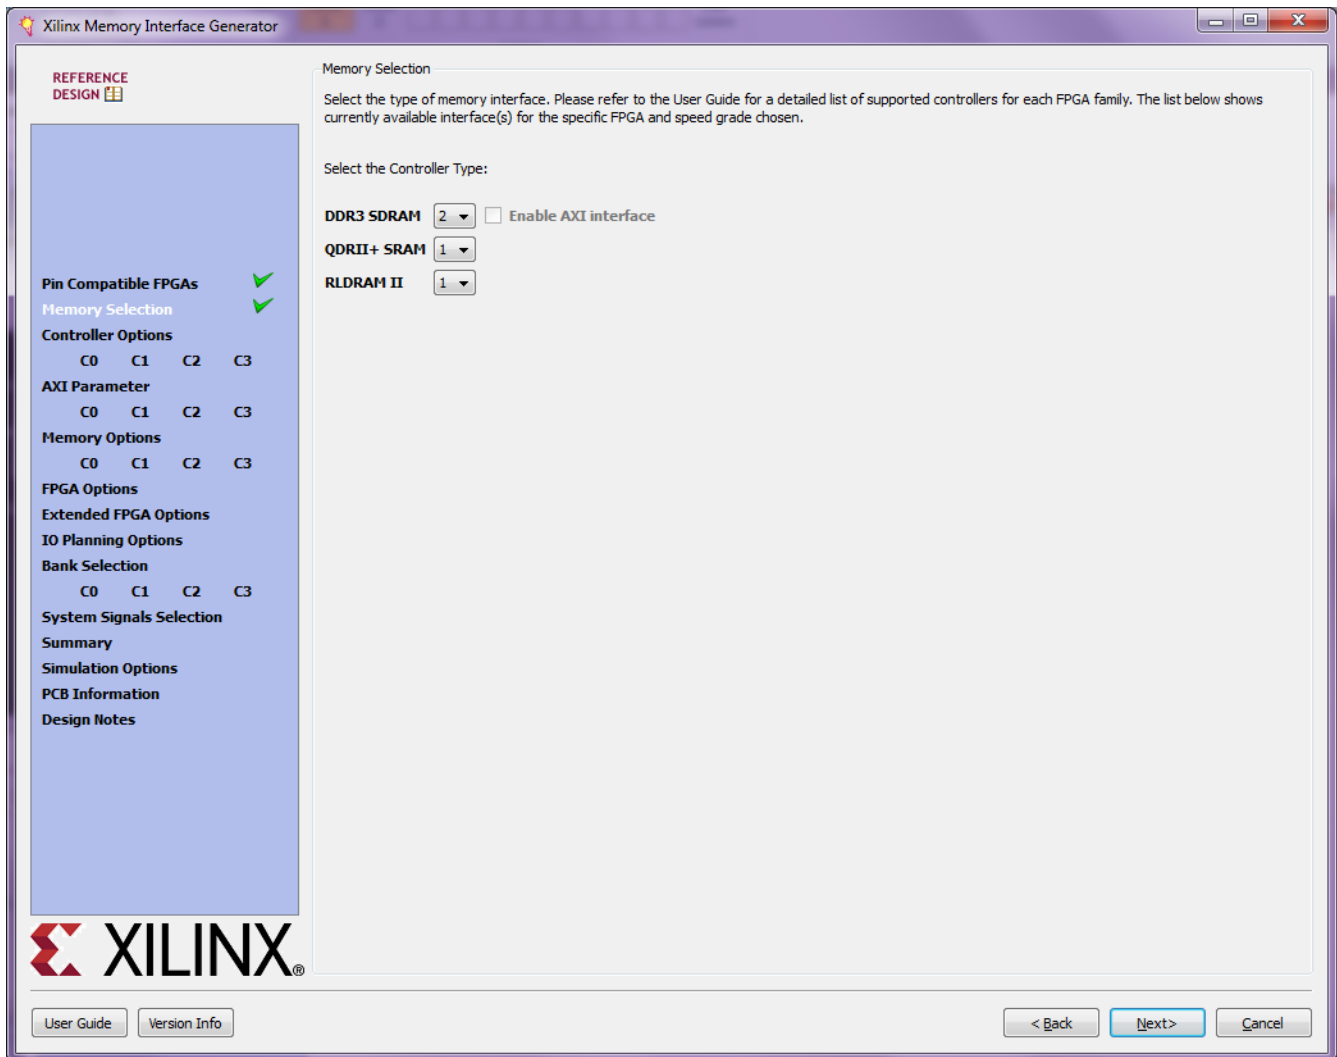 Xilinx Memory Interface Generator
REFERENCE
DESIGN
Memory Selection
Select the type of memory interface. Please refer to the User Guide for a detailed list of supported controllers for each FPGA family. The list below shows
currently available interface(s) for the specific FPGA and speed grade chosen.
Select the Controller Type:
DDR3 SDRAM 2 Enable AXI interface
QDRII+ SRAM 1
RLDRAM II 1
Pin Compatible FPGAs
Memory Selection
Controller Options
C0 C1 C2 C3
AXI Parameter
C0 C1 C2 C3
Memory Options
C0 C1 C2 C3
FPGA Options
Extended FPGA Options
IO Planning Options
Bank Selection
C0 C1 C2 C3
System Signals Selection
Summary
Simulation Options
PCB Information
Design Notes
XILINX®
User Guide Version Info < Back Next> Cancel